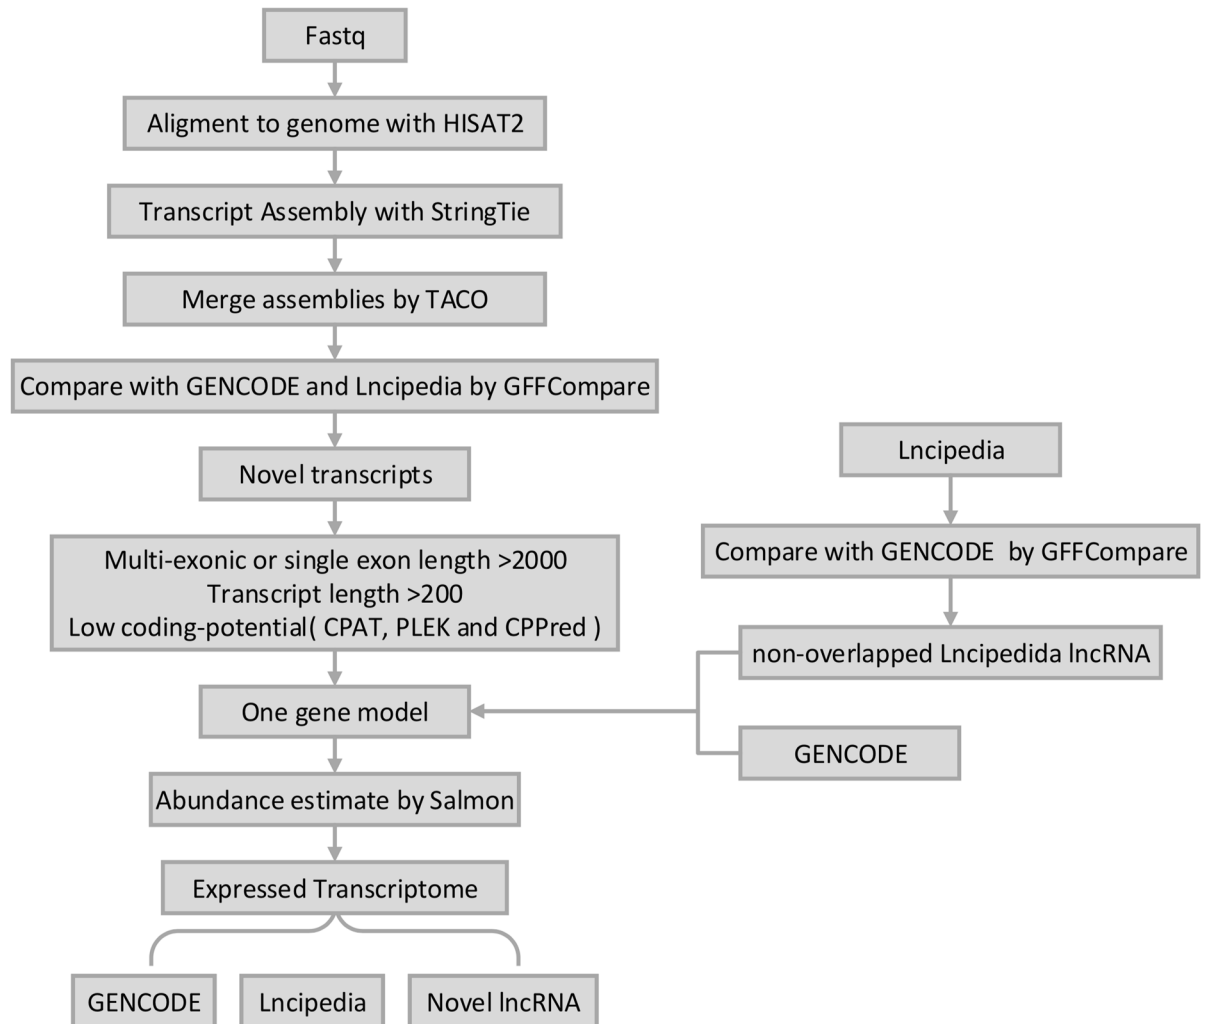 Fastq
Aligment to genome with HISAT2
Transcript Assembly with StringTie
Merge assemblies by TACO
Compare with GENCODE and Lncipedia by GFFCompare
Novel transcripts
Multi-exonic or single exon length >2000
Transcript length >200
Low coding-potential( CPAT, PLEK and CPPred )
One gene model
Abundance estimate by Salmon
Expressed Transcriptome
GENCODE
Lncipedia
Novel lncRNA
Lncipedia
Compare with GENCODE  by GFFCompare
non-overlapped Lncipedida lncRNA
GENCODE